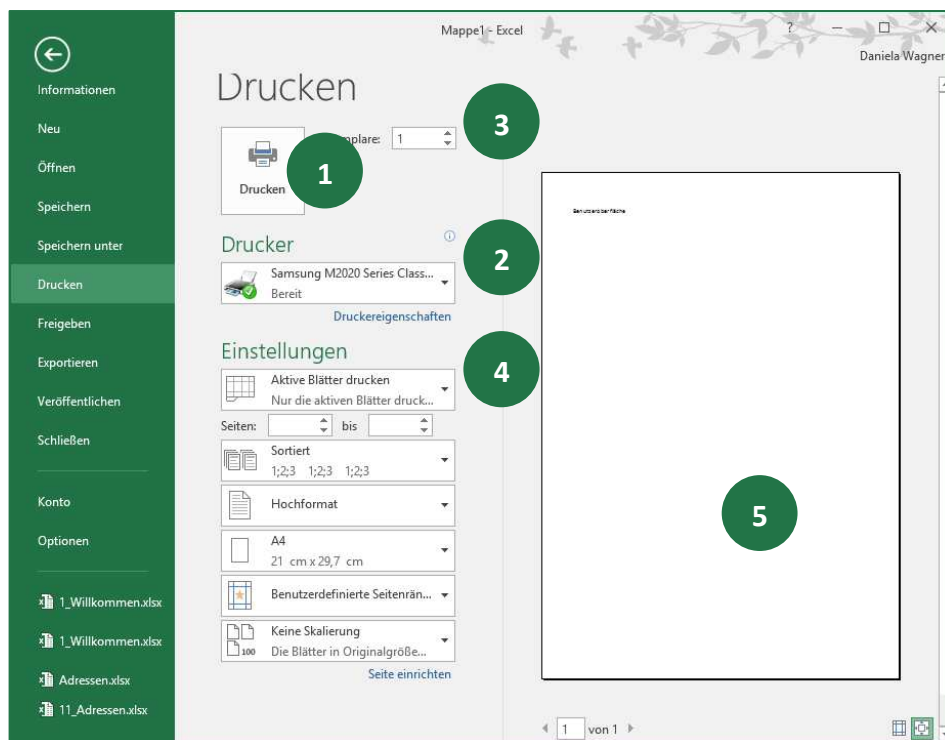 Mappe1 - Excel
?
Daniela Wagner
Informationen
Neu
Öffnen
Speichern
Speichern unter
Drucken
Freigeben
Exportieren
Veröffentlichen
Schließen
Konto
Optionen
1_Willkommen.xlsx
1_Willkommen.xlsx
Adressen.xlsx
11_Adressen.xlsx
Drucken
Drucken
1
mplare: 1
3
Drucker
2
Samsung M2020 Series Class...
Bereit
Druckereigenschaften
Einstellungen
4
Aktive Blätter drucken
Nur die aktiven Blätter druck...
Seiten: bis
Sortiert
1;2;3 1;2;3 1;2;3
Hochformat
A4
21 cm x 29,7 cm
Benutzerdefinierte Seitenrän...
Keine Skalierung
100 Die Blätter in Originalgröße...
Seite einrichten
Benutzeroberfläche
5
1 von 1